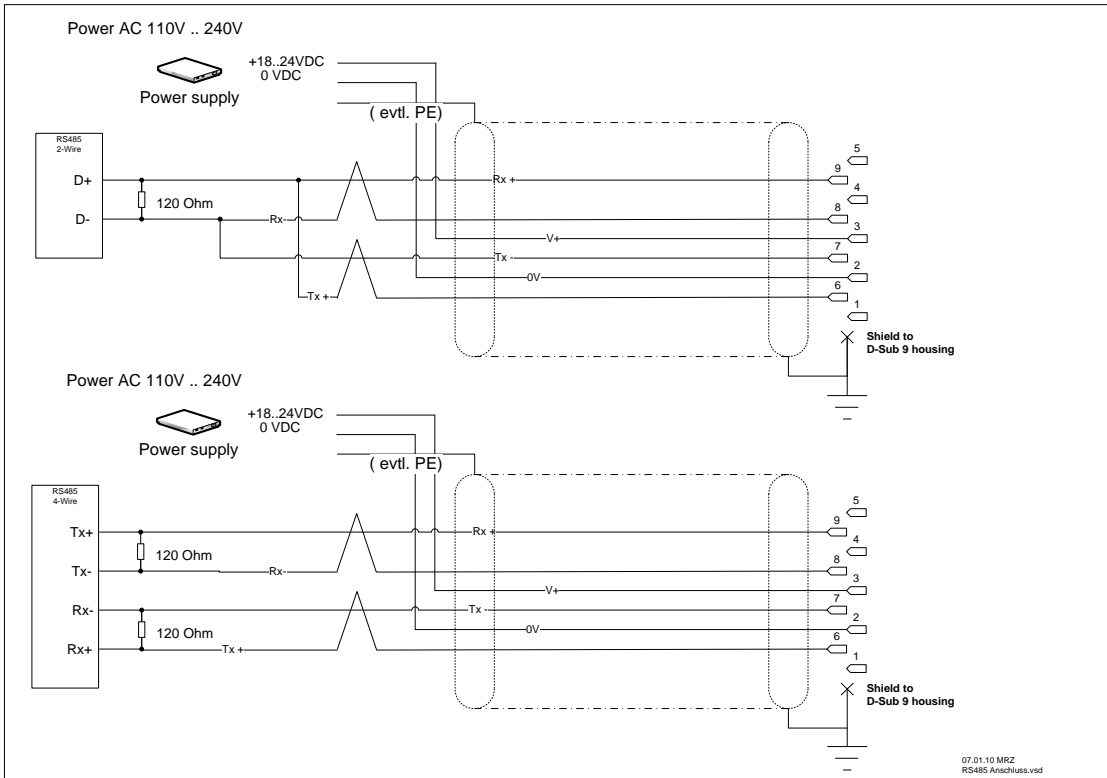 Power AC 110V .. 240V
+18..24VDC
0 VDC
Power supply
( evtl. PE)
RS485
2-Wire
D+
D-
120 Ohm
Rx +
Rx-
V+
Tx -
0V
Tx +
5
9
4
8
3
7
2
6
1
Shield to
D-Sub 9 housing
Power AC 110V .. 240V
+18..24VDC
0 VDC
Power supply
( evtl. PE)
RS485
4-Wire
Tx+
Tx-
Rx-
Rx+
120 Ohm
120 Ohm
Rx +
Rx-
V+
Tx -
0V
Tx +
5
9
4
8
3
7
2
6
1
Shield to
D-Sub 9 housing
07.01.10 MRZ
RS485 Anschluss.vsd